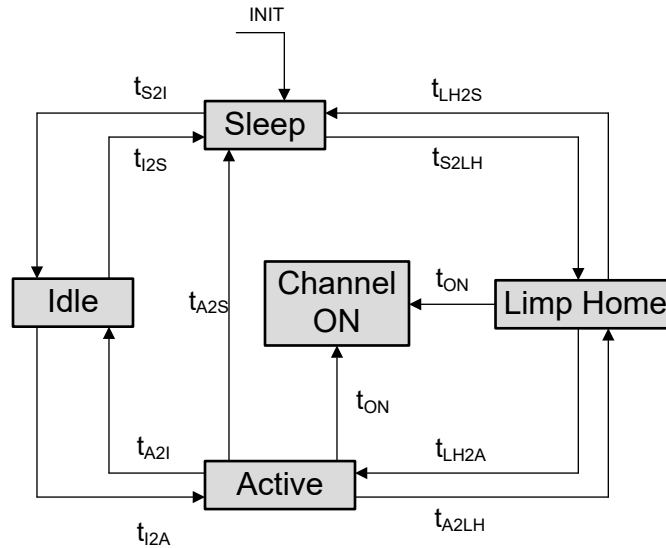 INIT
tS2I
tLH2S
Sleep
tI2S
tS2LH
Idle
tA2S
Channel
ON
tON
Limp Home
tON
tA2I
tLH2A
Active
tI2A
tA2LH